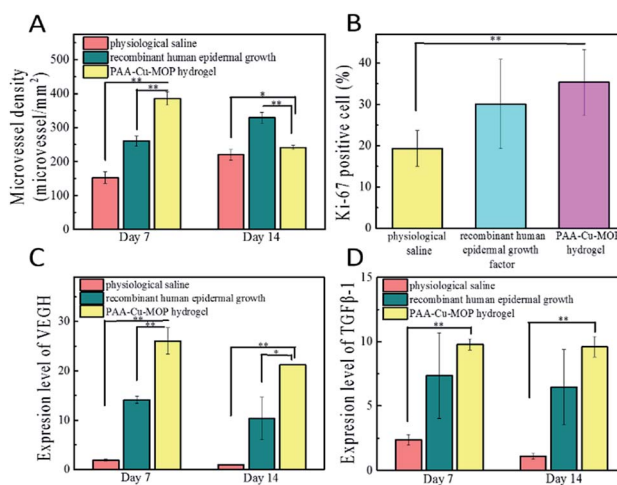 A
physiological saline
recombinant human epidermal growth
PAA-Cu-MOP hydrogel
Microvessel density
(microvessel/mm²)
500
400
300
200
100
0
**
**
*
**
Day 7
Day 14
B
Ki-67 positive cell (%)
50
40
30
20
10
0
**
physiological
saline
recombinant human
epidermal growth
factor
PAA-Cu-MOP
hydrogel
C
physiological saline
recombinant human epidermal growth
PAA-Cu-MOP hydrogel
Expresion level of VEGH
30
20
10
0
**
**
**
*
Day 7
Day 14
D
physiological saline
recombinant human epidermal growth
PAA-Cu-MOP hydrogel
Expresion level of TGFβ-1
15
10
5
0
**
**
Day 7
Day 14